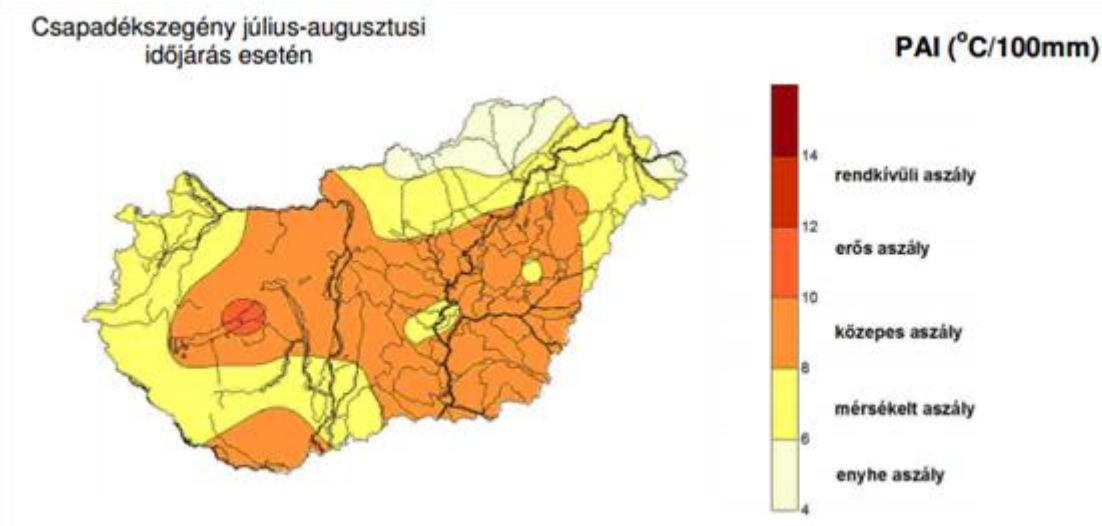 Csapadékszegény július-augusztusi
időjárás esetén
PAI (°C/100mm)
14
rendkívüli aszály
12
erős aszály
10
közepes aszály
8
mérsékelt aszály
6
enyhe aszály
4